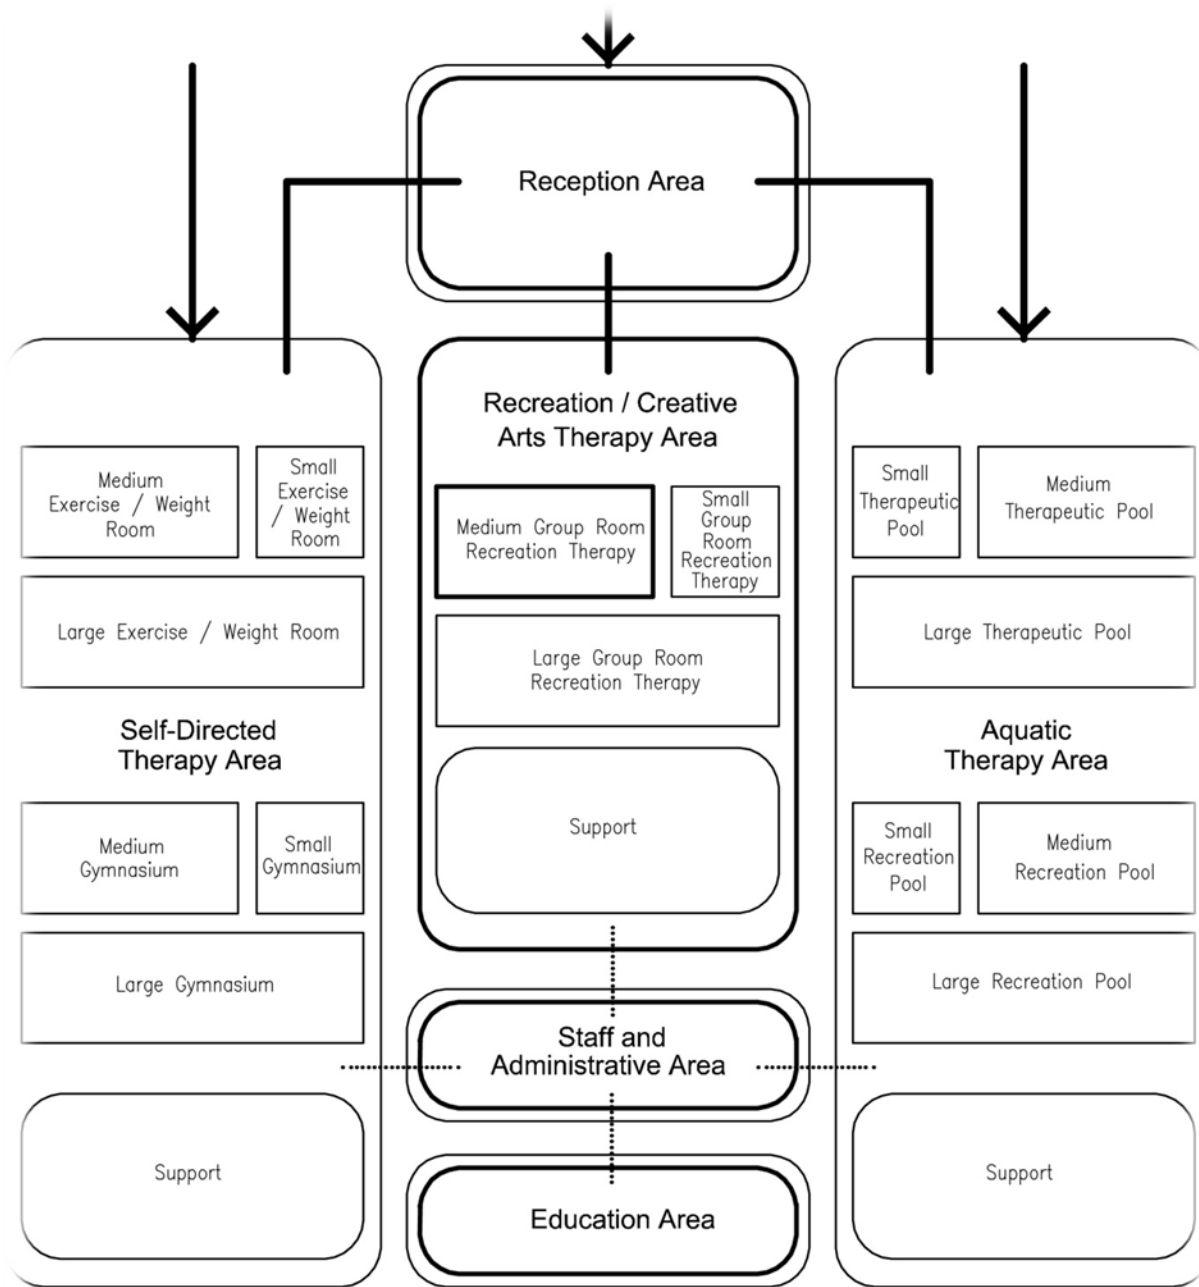 Reception Area
Medium
Exercise / Weight
Room
Small
Exercise
/ Weight
Room
Large Exercise / Weight Room
Self-Directed
Therapy Area
Medium
Gymnasium
Small
Gymnasium
Large Gymnasium
Support
Recreation / Creative
Arts Therapy Area
Medium Group Room
Recreation Therapy
Small
Group
Room
Recreation
Therapy
Large Group Room
Recreation Therapy
Support
Staff and
Administrative Area
Education Area
Small
Therapeutic
Pool
Medium
Therapeutic Pool
Large Therapeutic Pool
Aquatic
Therapy Area
Small
Recreation
Pool
Medium
Recreation Pool
Large Recreation Pool
Support